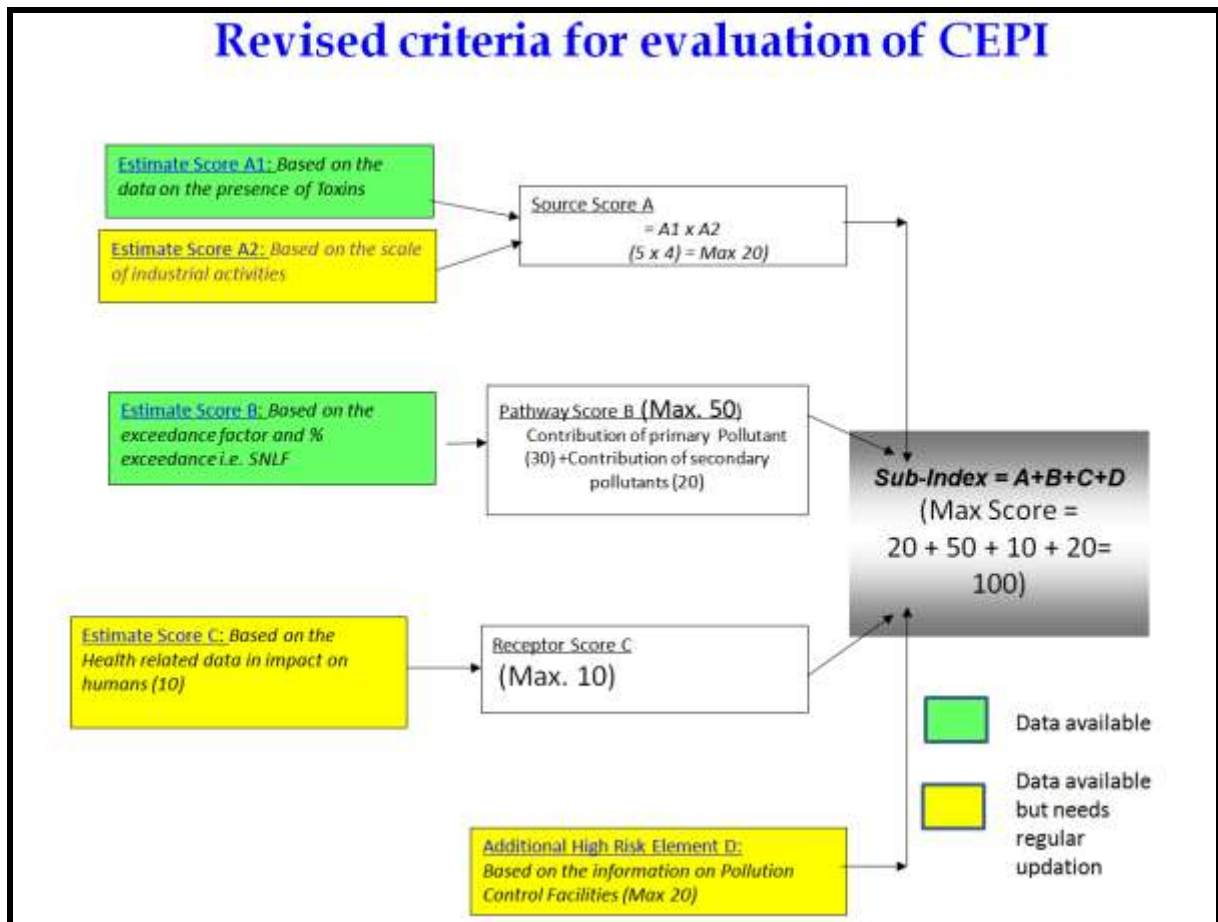 Revised criteria for evaluation of CEPI
Estimate Score A1: Based on the
data on the presence of Toxins
Estimate Score A2: Based on the scale
of industrial activities
Source Score A
= A1 x A2
(5 x 4) = Max 20)
Estimate Score B: Based on the
exceedance factor and %
exceedance i.e. SNLF
Pathway Score B (Max. 50)
Contribution of primary Pollutant
(30) +Contribution of secondary
pollutants (20)
Sub-Index = A+B+C+D
(Max Score =
20 + 50 + 10 + 20=
100)
Estimate Score C: Based on the
Health related data in impact on
humans (10)
Receptor Score C
(Max. 10)
Data available
Data available
but needs
regular
updation
Additional High Risk Element D:
Based on the information on Pollution
Control Facilities (Max 20)